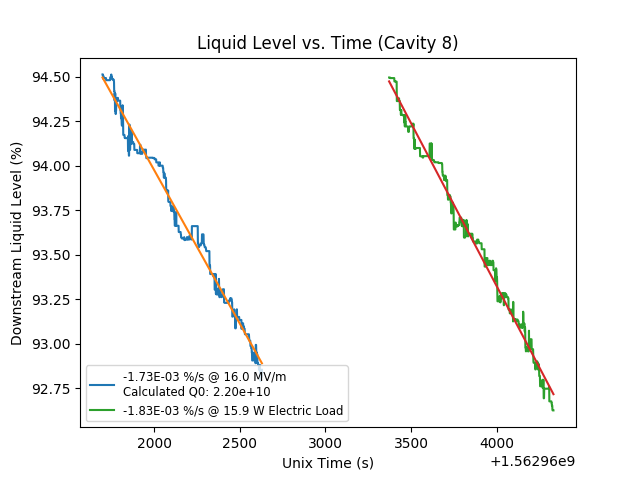 Liquid Level vs. Time (Cavity 8)
Downstream Liquid Level (%)
94.50
94.25
94.00
93.75
93.50
93.25
93.00
92.75
-1.73E-03 %/s @ 16.0 MV/m
Calculated Q0: 2.20e+10
-1.83E-03 %/s @ 15.9 W Electric Load
2000 2500 3000 3500 4000
Unix Time (s)
+1.56296e9